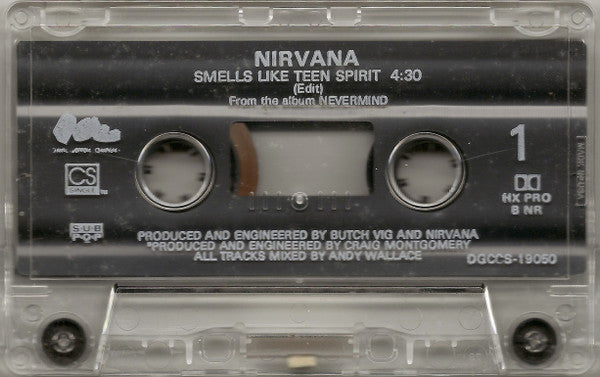 NIRVANA
SMELLS LIKE TEEN SPIRIT 4:30
(Edit)
From the album NEVERMIND
1
CS
SINGLE TM
HX PRO
B NR
SUB
POP
PRODUCED AND ENGINEERED BY BUTCH VIG AND NIRVANA
*PRODUCED AND ENGINEERED BY CRAIG MONTGOMERY
ALL TRACKS MIXED BY ANDY WALLACE
DGCCS-19050